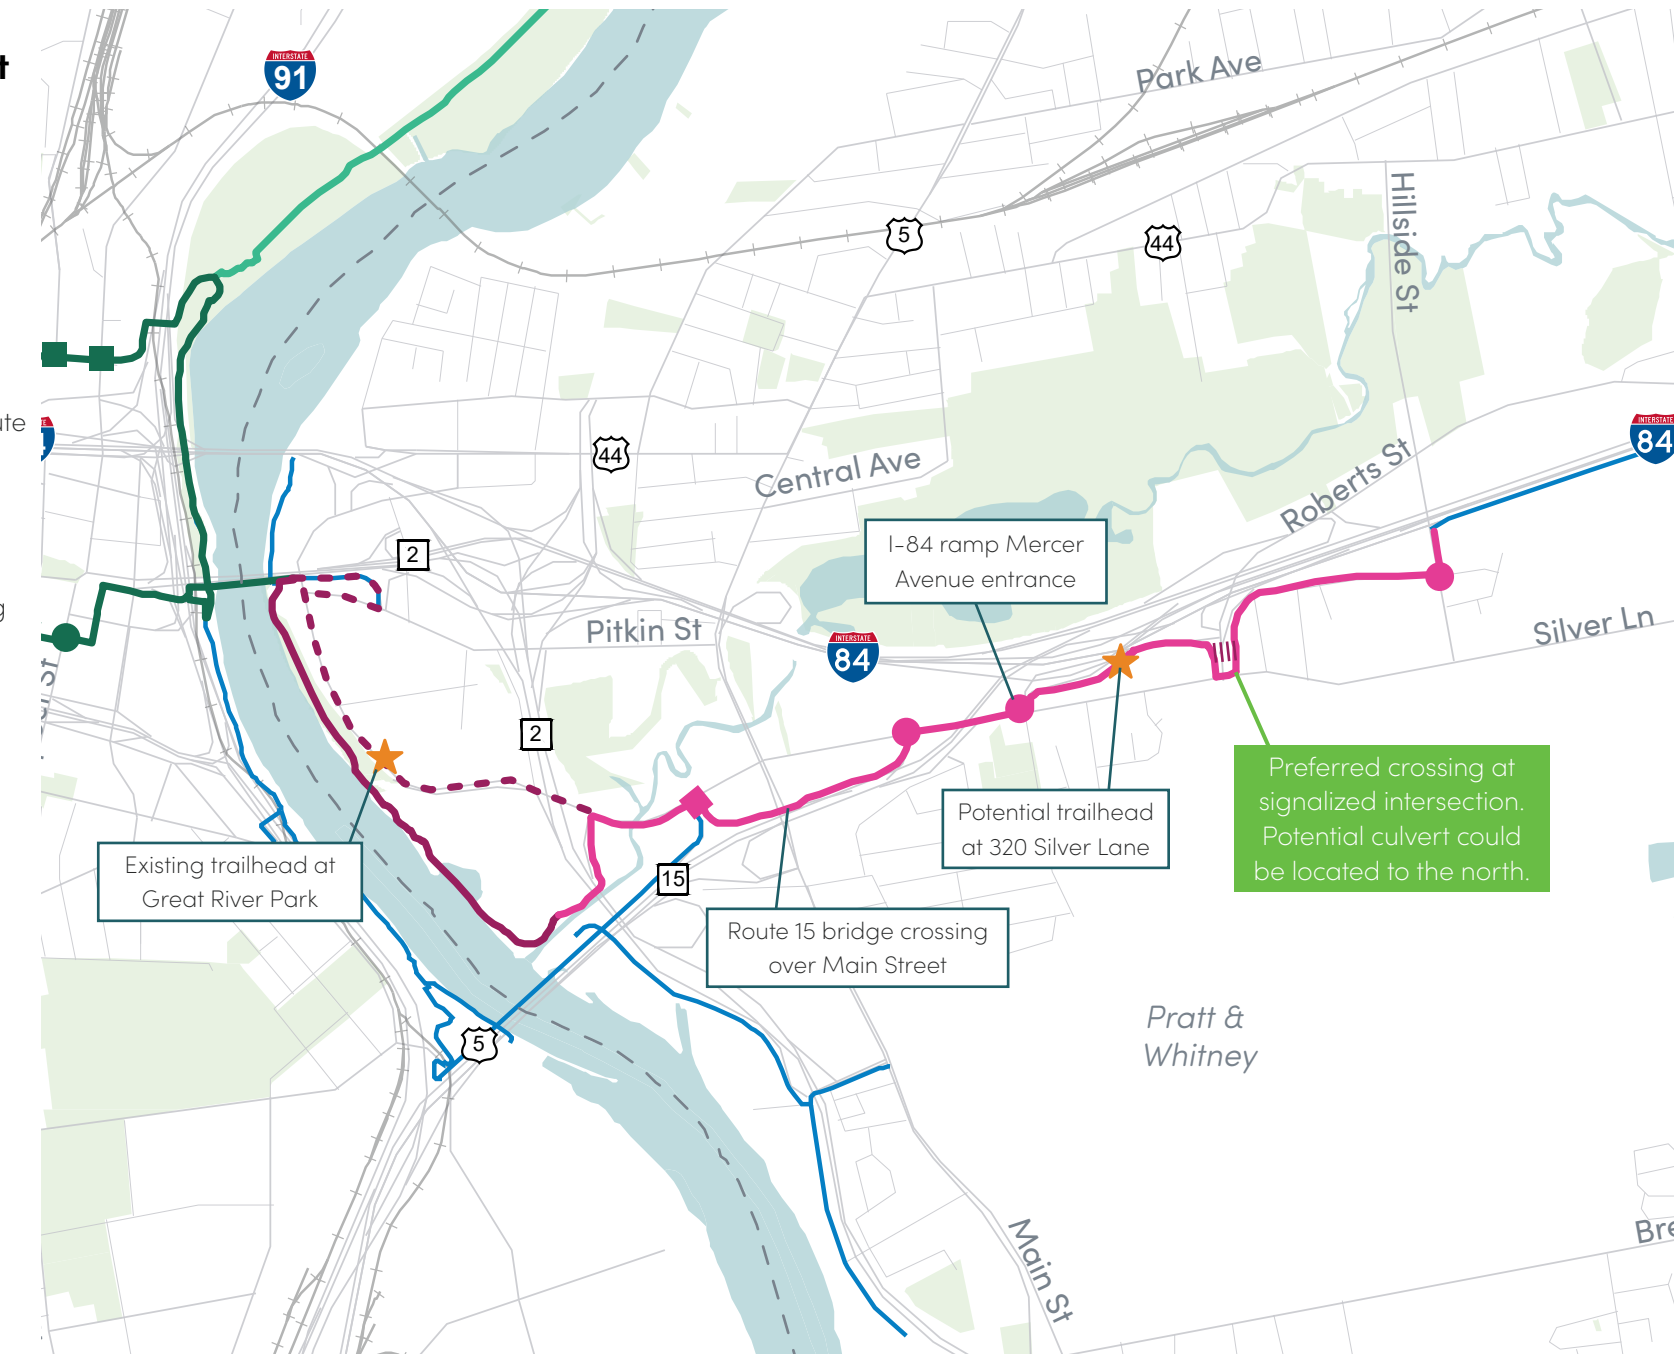 t
INTERSTATE
91
Park Ave
Hillside St
5
44
ute
INTERSTATE
84
44
Central Ave
Roberts St
I-84 ramp Mercer
Avenue entrance
2
g
Pitkin St
INTERSTATE
84
Silver Ln
St
2
Preferred crossing at
signalized intersection.
Potential culvert could
be located to the north.
Potential trailhead
at 320 Silver Lane
Existing trailhead at
Great River Park
15
Route 15 bridge crossing
over Main Street
Pratt &
Whitney
5
Main St
Bre